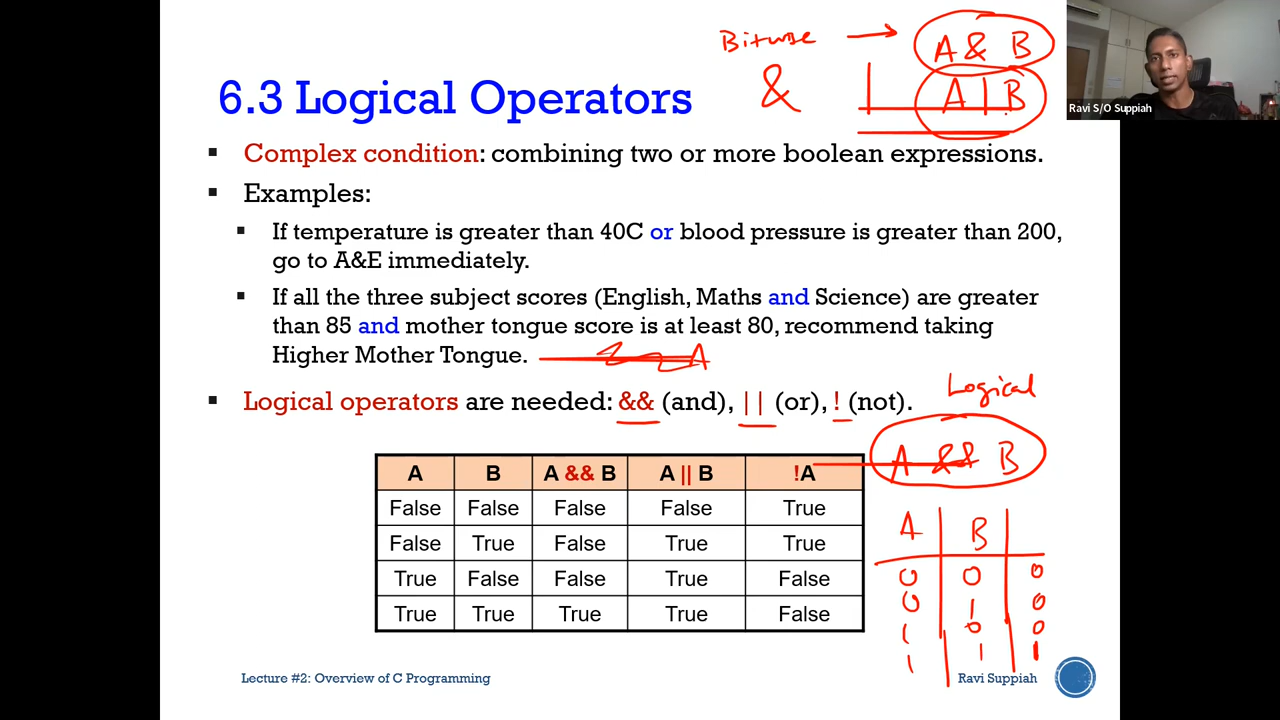 Bitwise → A & B
& | A | B
Ravi S/O Suppiah
6.3 Logical Operators
▪ Complex condition: combining two or more boolean expressions.
▪ Examples:
▪ If temperature is greater than 40C or blood pressure is greater than 200,
go to A&E immediately.
▪ If all the three subject scores (English, Maths and Science) are greater
than 85 and mother tongue score is at least 80, recommend taking
Higher Mother Tongue.
A
▪ Logical operators are needed: && (and), || (or), ! (not).
Logical
A && B
A B A && B A || B !A
False False False False True
False True False True True
True False False True False
True True True True False
A B
0 0 0
0 1 0
1 0 0
1 1 1
Lecture #2: Overview of C Programming
Ravi Suppiah